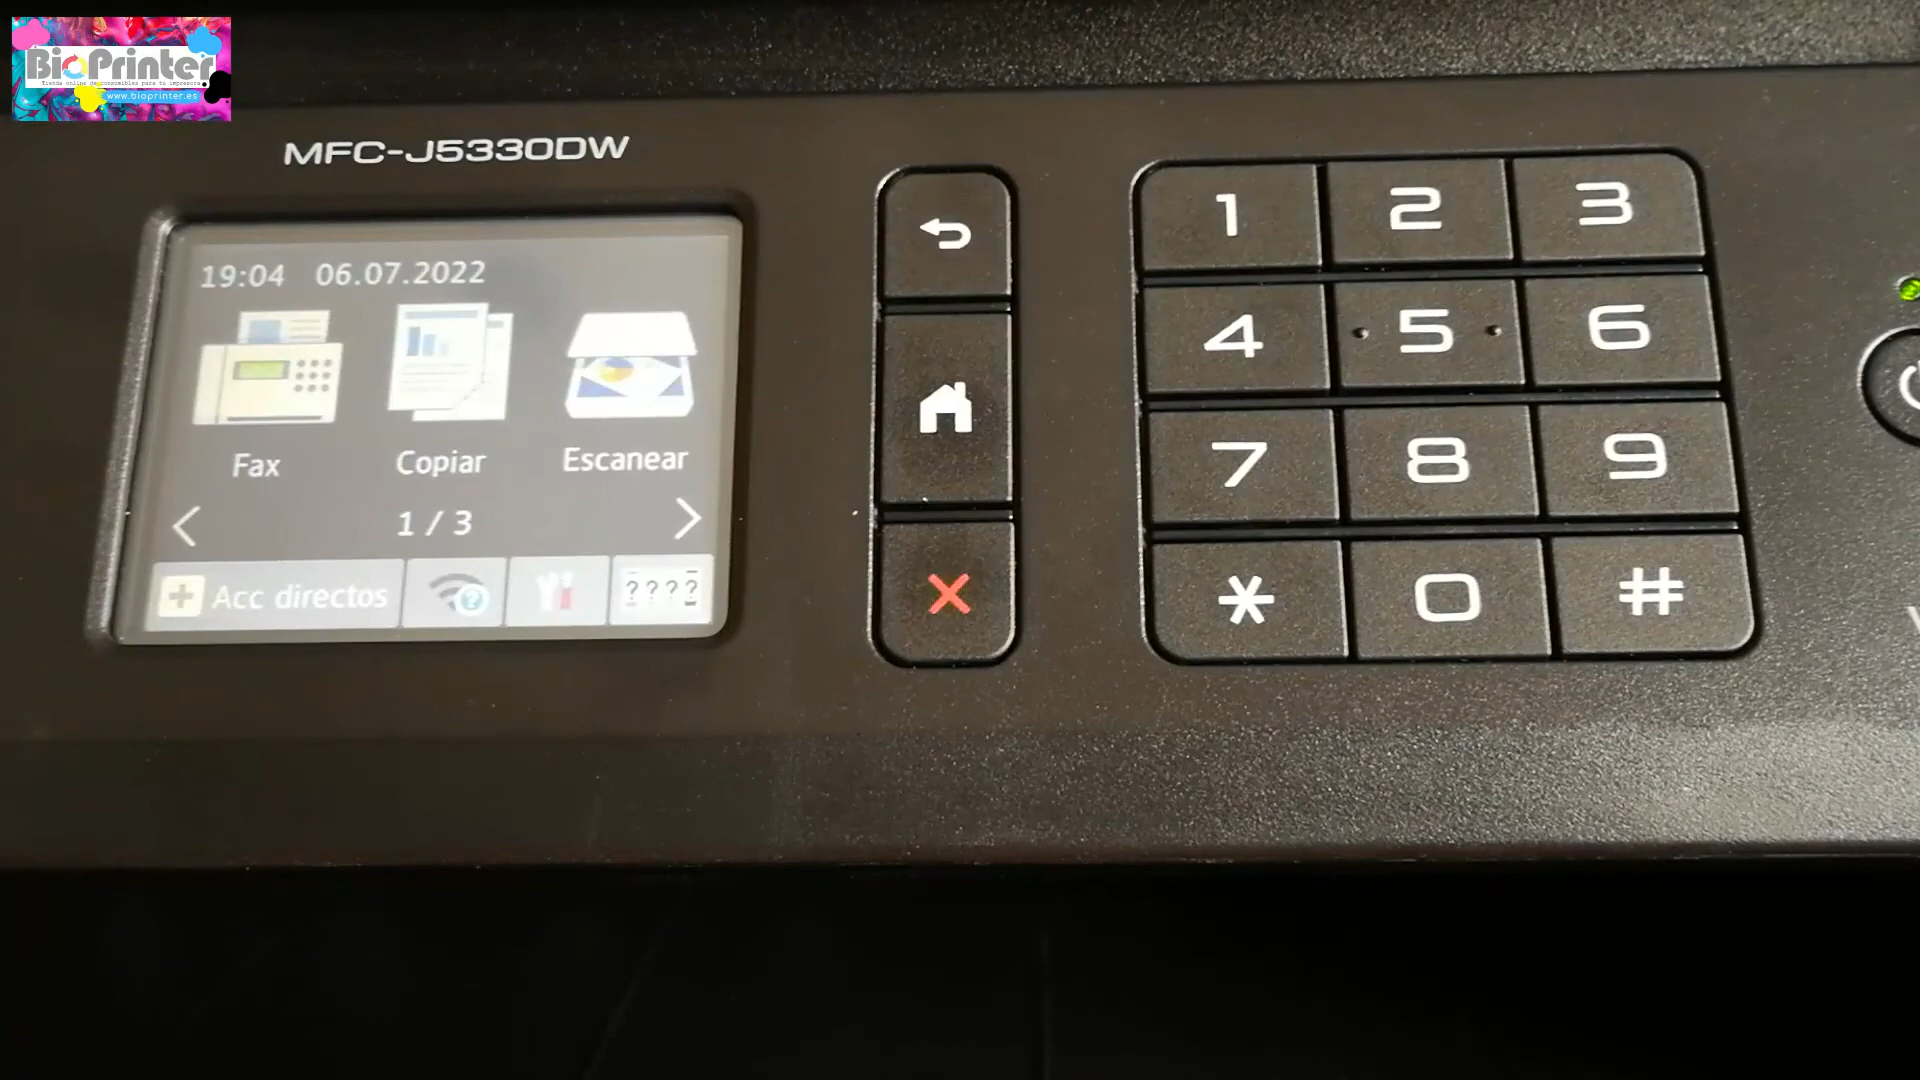 BioPrinter
Tienda online de consumibles para tu impresora
www.bioprinter.es
MFC-J5330DW
19:04 06.07.2022
Fax Copiar Escanear
1 / 3
Acc directos ? ? ? ? ?
1 2 3
4 5 6
7 8 9
* 0 #